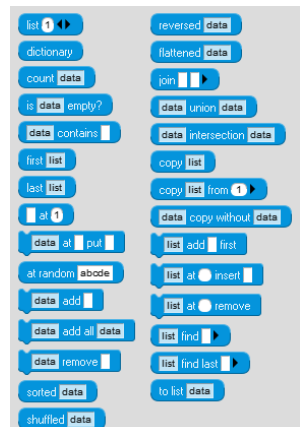 list 1
dictionary
count data
is data empty?
data contains
first list
last list
at 1
data at put
at random abcde
data add
data add all data
data remove
sorted data
shuffled data
reversed data
flattened data
join
data union data
data intersection data
copy list
copy list from 1
data copy without data
list add first
list at insert
list at remove
list find
list find last
to list data